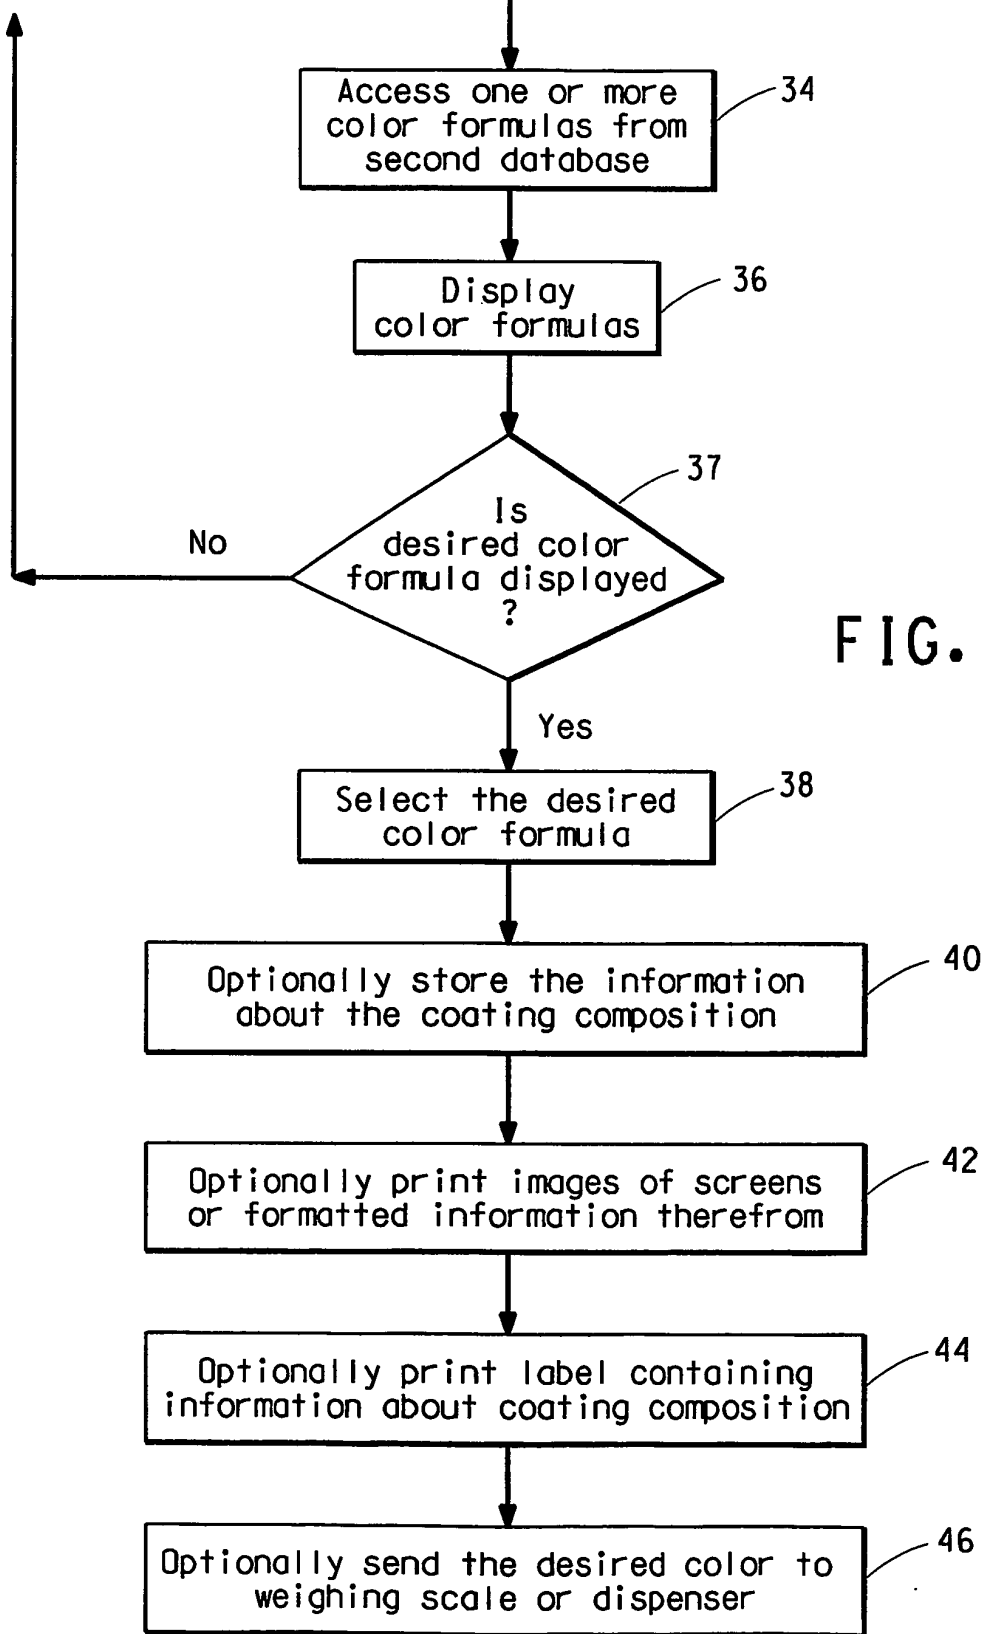 Access one or more
color formulas from
second database
34
Display
color formulas
36
Is
desired color
formula displayed
?
37
No
FIG.
Yes
Select the desired
color formula
38
Optionally store the information
about the coating composition
40
Optionally print images of screens
or formatted information therefrom
42
Optionally print label containing
information about coating composition
44
Optionally send the desired color to
weighing scale or dispenser
46